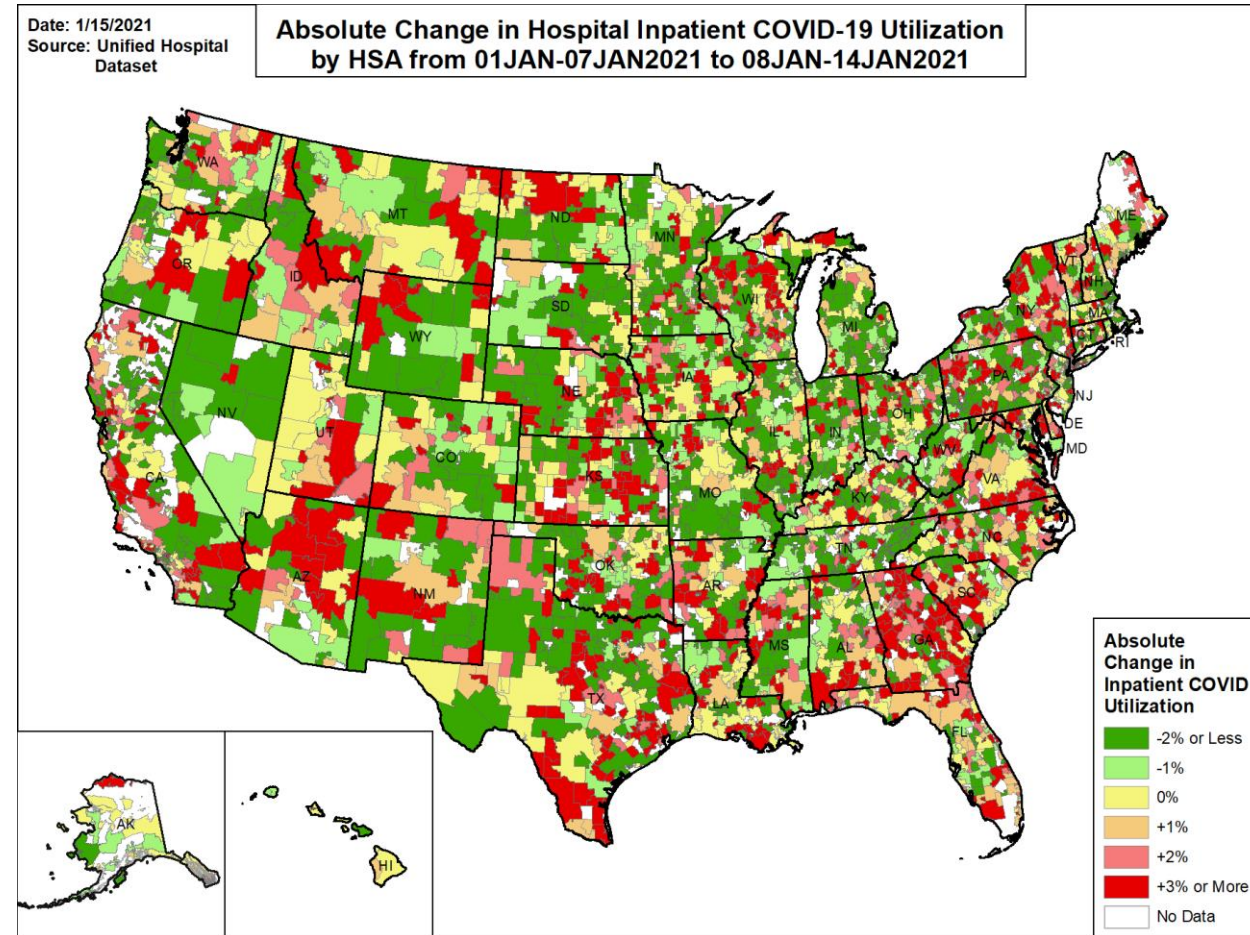 Date: 1/15/2021
Source: Unified Hospital
Dataset
Absolute Change in Hospital Inpatient COVID-19 Utilization
by HSA from 01JAN-07JAN2021 to 08JAN-14JAN2021
WA
MT
ND
MN
ME
OR
ID
WI
VT
NH
SD
MI
NY
MA
WY
CT
RI
IA
PA
NE
NJ
NV
OH
UT
IL
IN
DE
CO
WV
MD
CA
KS
MO
VA
KY
NC
TN
OK
AZ
NM
AR
SC
MS
AL
GA
TX
LA
FL
AK
HI
Absolute
Change in
Inpatient COVID
Utilization
-2% or Less
-1%
0%
+1%
+2%
+3% or More
No Data